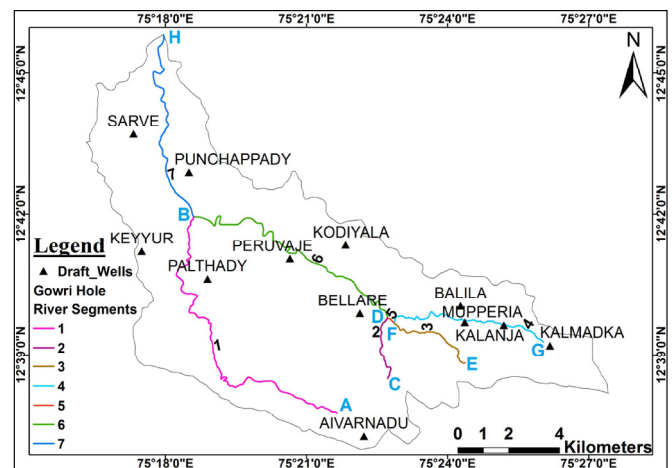 75°18'0"E 75°21'0"E 75°24'0"E 75°27'0"E
H
N
12°45'0"N
12°45'0"N
SARVE
PUNCHAPPADY
7
B
12°42'0"N
12°42'0"N
KEYYUR
PERUVAJE
KODIYALA
6
PALTHADY
Legend
Draft_Wells
Gowri Hole
River Segments
1
2
3
4
5
6
7
BELLARE
BALILA
D
5
MUPPERIA
4
KALMADKA
2
F
3
KALANJA
G
E
12°39'0"N
12°39'0"N
1
C
A
AIVARNADU
0 1 2 4
Kilometers
75°18'0"E 75°21'0"E 75°24'0"E 75°27'0"E